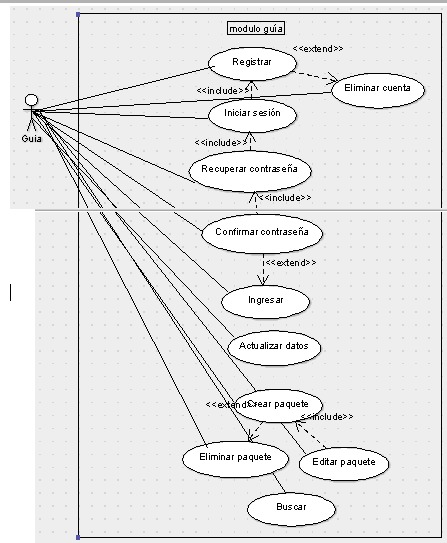 modulo guía
<<extend>>
Registrar
Eliminar cuenta
<<include>>
Iniciar sesión
Guía
<<include>>
Recuperar contraseña
<<include>>
Confirmar contraseña
<<extend>>
Ingresar
Actualizar datos
<<extend>>
Crear paquete
<<include>>
Eliminar paquete
Editar paquete
Buscar